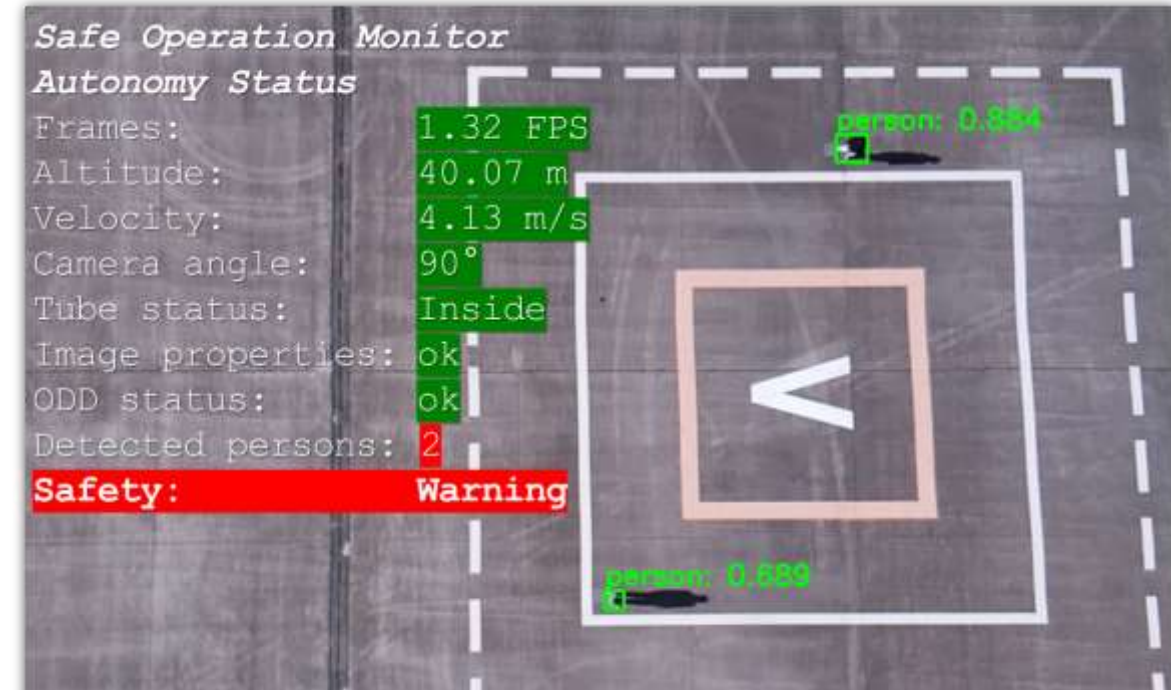 Safe Operation Monitor
Autonomy Status
Frames: 1.32 FPS
Altitude: 40.07 m
Velocity: 4.13 m/s
Camera angle: 90°
Tube status: Inside
Image properties: ok
ODD status: ok
Detected persons: 2
Safety: Warning
person: 0.884
person: 0.689